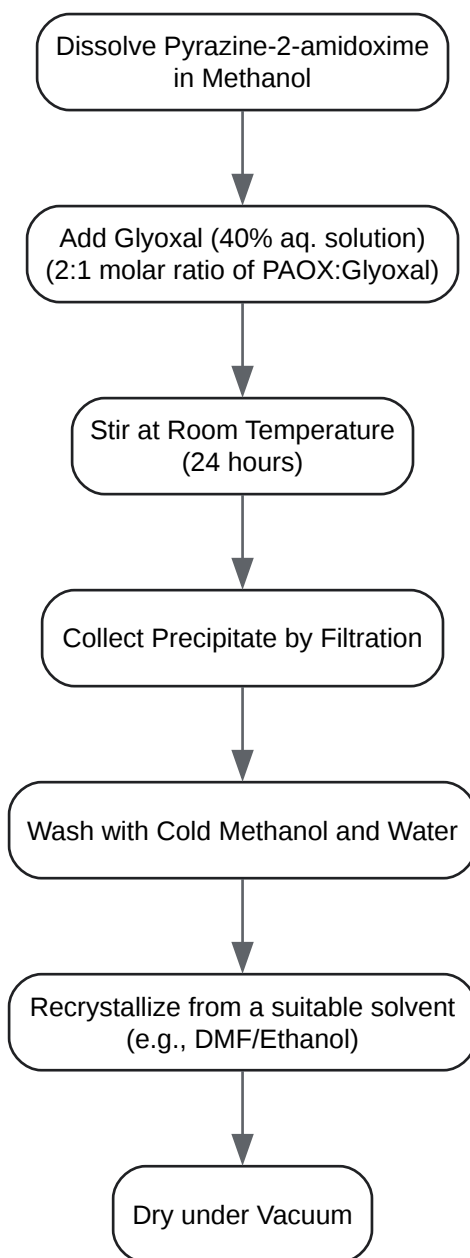 Dissolve Pyrazine-2-amidoxime
in Methanol
Add Glyoxal (40% aq. solution)
(2:1 molar ratio of PAOX:Glyoxal)
Stir at Room Temperature
(24 hours)
Collect Precipitate by Filtration
Wash with Cold Methanol and Water
Recrystallize from a suitable solvent
(e.g., DMF/Ethanol)
Dry under Vacuum